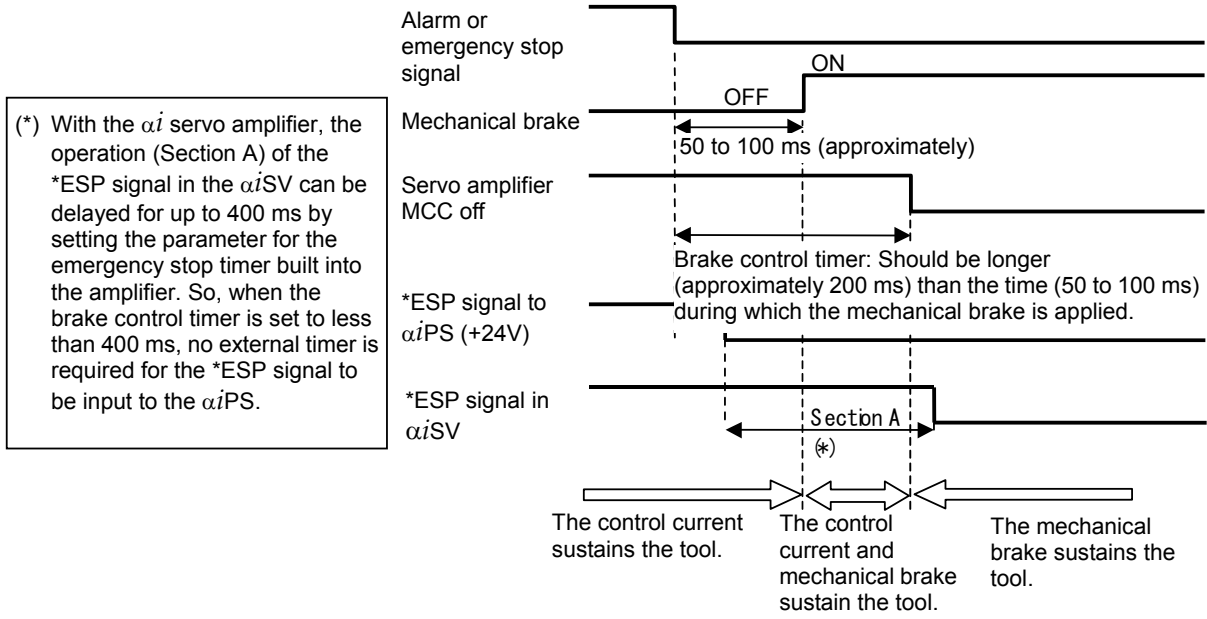 (*) With the αi servo amplifier, the
operation (Section A) of the
*ESP signal in the αiSV can be
delayed for up to 400 ms by
setting the parameter for the
emergency stop timer built into
the amplifier. So, when the
brake control timer is set to less
than 400 ms, no external timer is
required for the *ESP signal to
be input to the αiPS.
Alarm or
emergency stop
signal
ON
OFF
Mechanical brake
50 to 100 ms (approximately)
Servo amplifier
MCC off
Brake control timer: Should be longer
(approximately 200 ms) than the time (50 to 100 ms)
during which the mechanical brake is applied.
*ESP signal to
αiPS (+24V)
*ESP signal in
αiSV
Section A
(*)
The control current
sustains the tool.
The control
current and
mechanical brake
sustain the tool.
The mechanical
brake sustains the
tool.